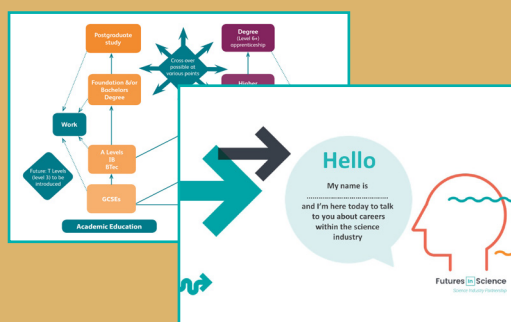 Postgraduate
study
Degree
(Level 6+)
apprenticeship
Cross over
possible at
various points
Foundation &/or
Bachelors
Degree
Higher
Work
A Levels
IB
BTec
Future: T Levels
(level 3) to be
introduced
GCSEs
Academic Education
Hello
My name is
................................................
and I'm here today to talk
to you about careers
within the science
industry
Futures in Science
Science Industry Partnership